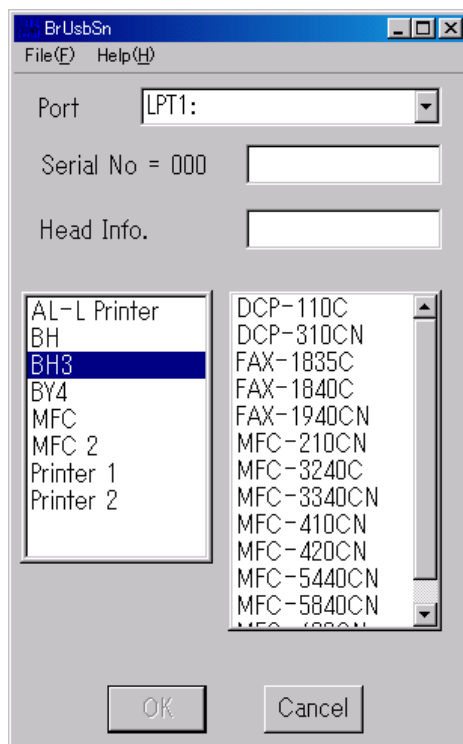 BrUsbSn
File(F) Help(H)
Port LPT1:
Serial No = 000
Head Info.
AL-L Printer
BH
BH3
BY4
MFC
MFC 2
Printer 1
Printer 2
DCP-110C
DCP-310CN
FAX-1835C
FAX-1840C
FAX-1940CN
MFC-210CN
MFC-3240C
MFC-3340CN
MFC-410CN
MFC-420CN
MFC-5440CN
MFC-5840CN
OK Cancel